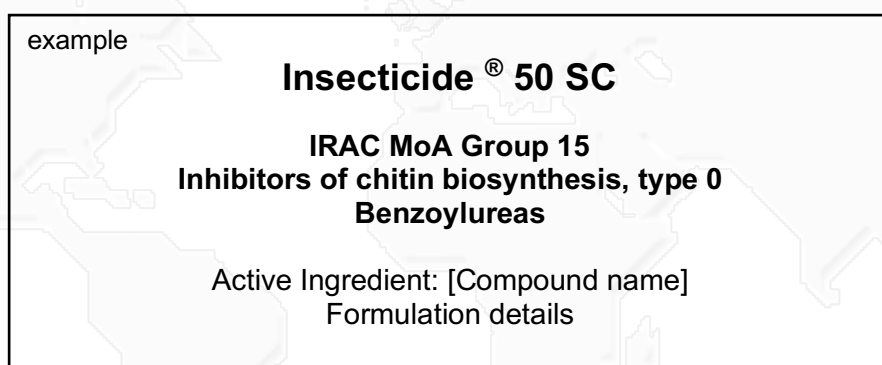 example
Insecticide ® 50 SC
IRAC MoA Group 15
Inhibitors of chitin biosynthesis, type 0
Benzoylureas
Active Ingredient: [Compound name]
Formulation details